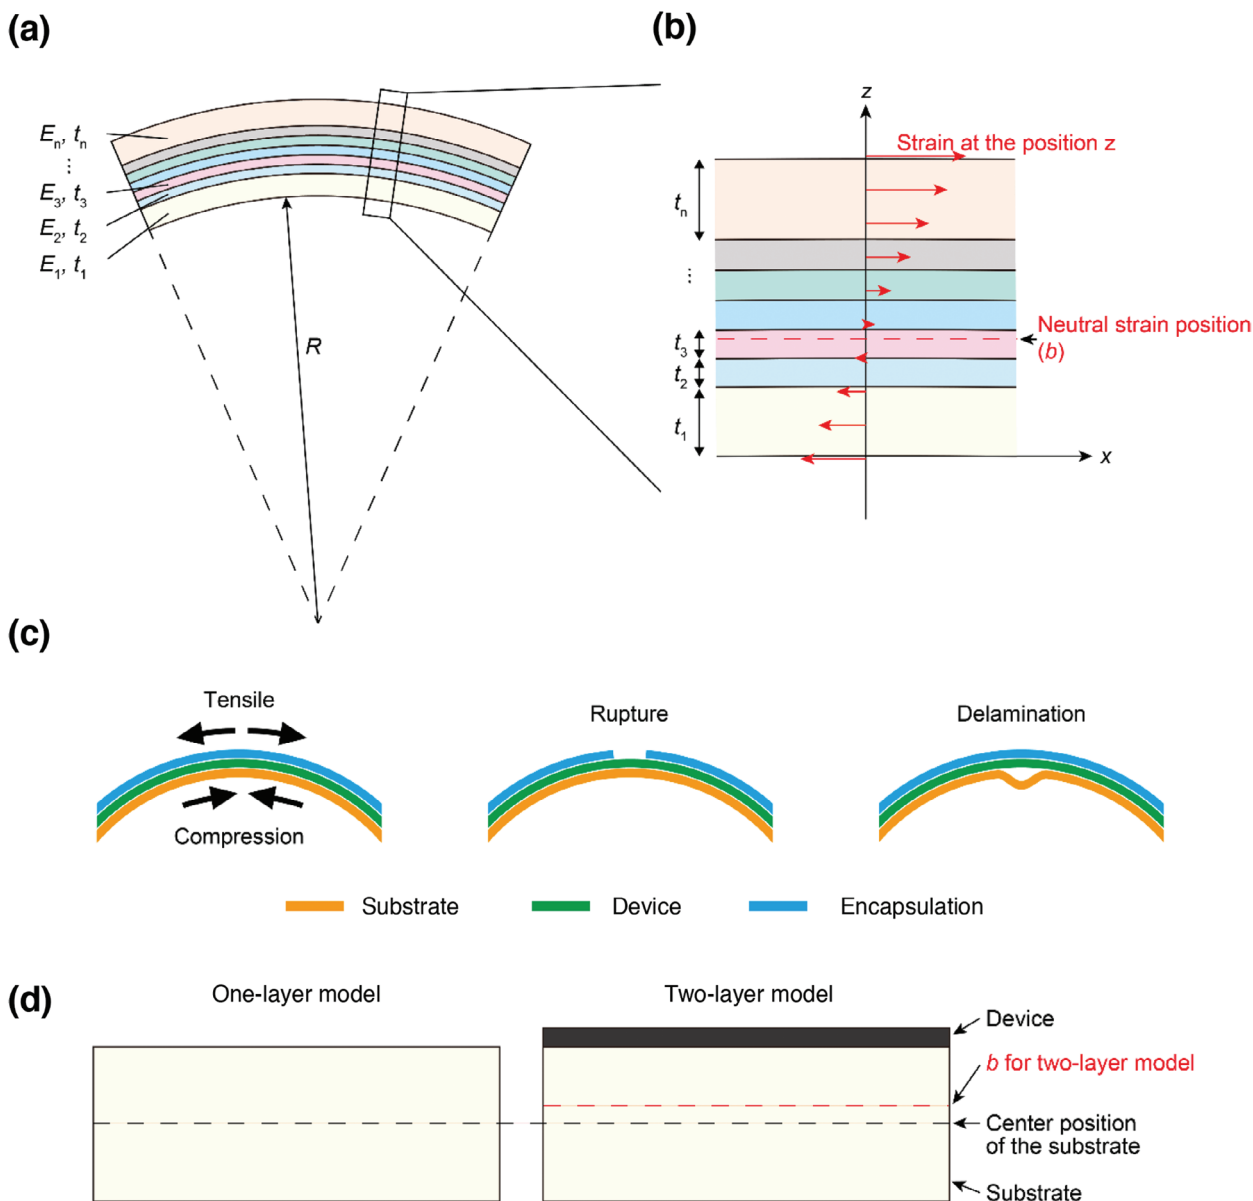 (a)
Eₙ, tₙ
⋮
E₃, t₃
E₂, t₂
E₁, t₁
R
(b)
z
Strain at the position z
tₙ
⋮
Neutral strain position
(b)
t₃
t₂
t₁
x
(c)
Tensile
Compression
Rupture
Delamination
Substrate
Device
Encapsulation
(d)
One-layer model
Two-layer model
Device
b for two-layer model
Center position
of the substrate
Substrate